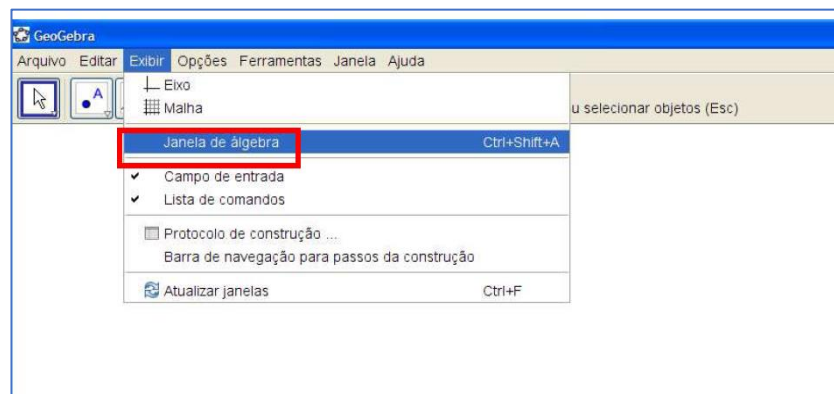 GeoGebra
Arquivo Editar Exibir Opções Ferramentas Janela Ajuda
A
Eixo
Malha
u selecionar objetos (Esc)
Janela de álgebra Ctrl+Shift+A
Campo de entrada
Lista de comandos
Protocolo de construção ...
Barra de navegação para passos da construção
Atualizar janelas Ctrl+F